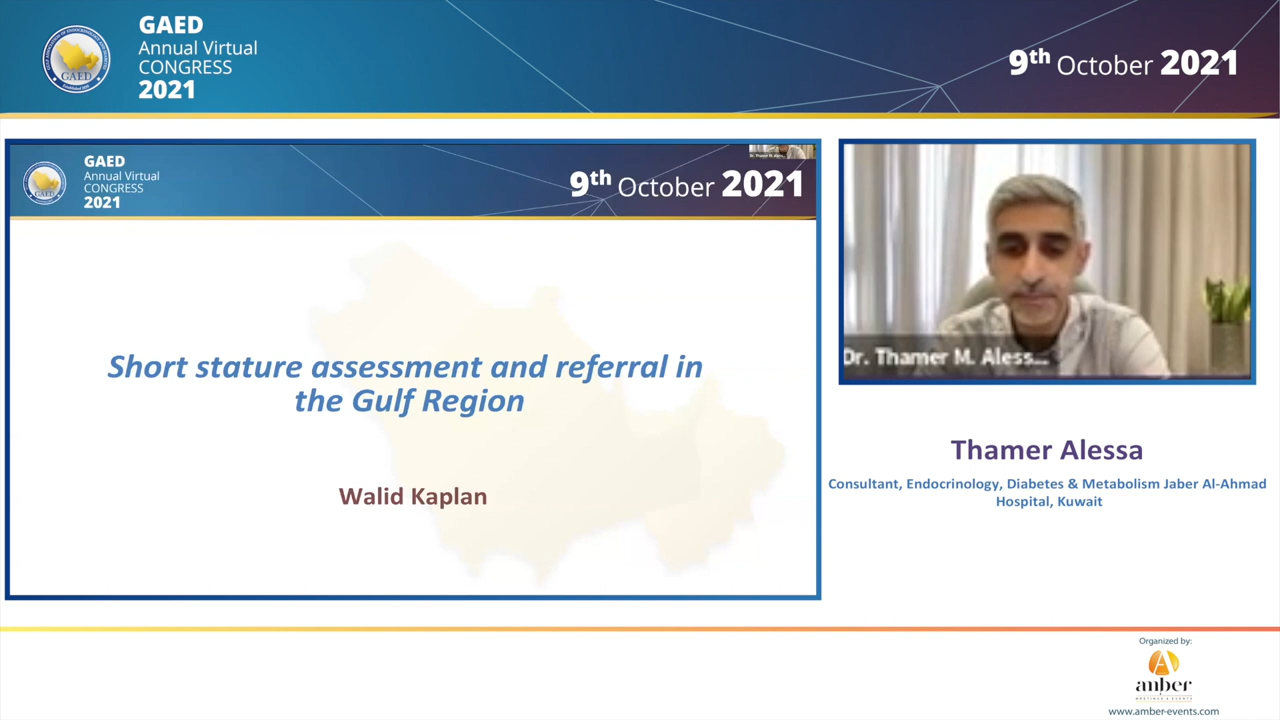 GAED
Annual Virtual
CONGRESS
2021
9th October 2021
GAED
GAED
Annual Virtual
CONGRESS
2021
9th October 2021
Short stature assessment and referral in
the Gulf Region
Walid Kaplan
Dr. Thamer M. Aless...
Thamer Alessa
Consultant, Endocrinology, Diabetes & Metabolism Jaber Al-Ahmad
Hospital, Kuwait
Organized by:
anber
www.amber-events.com